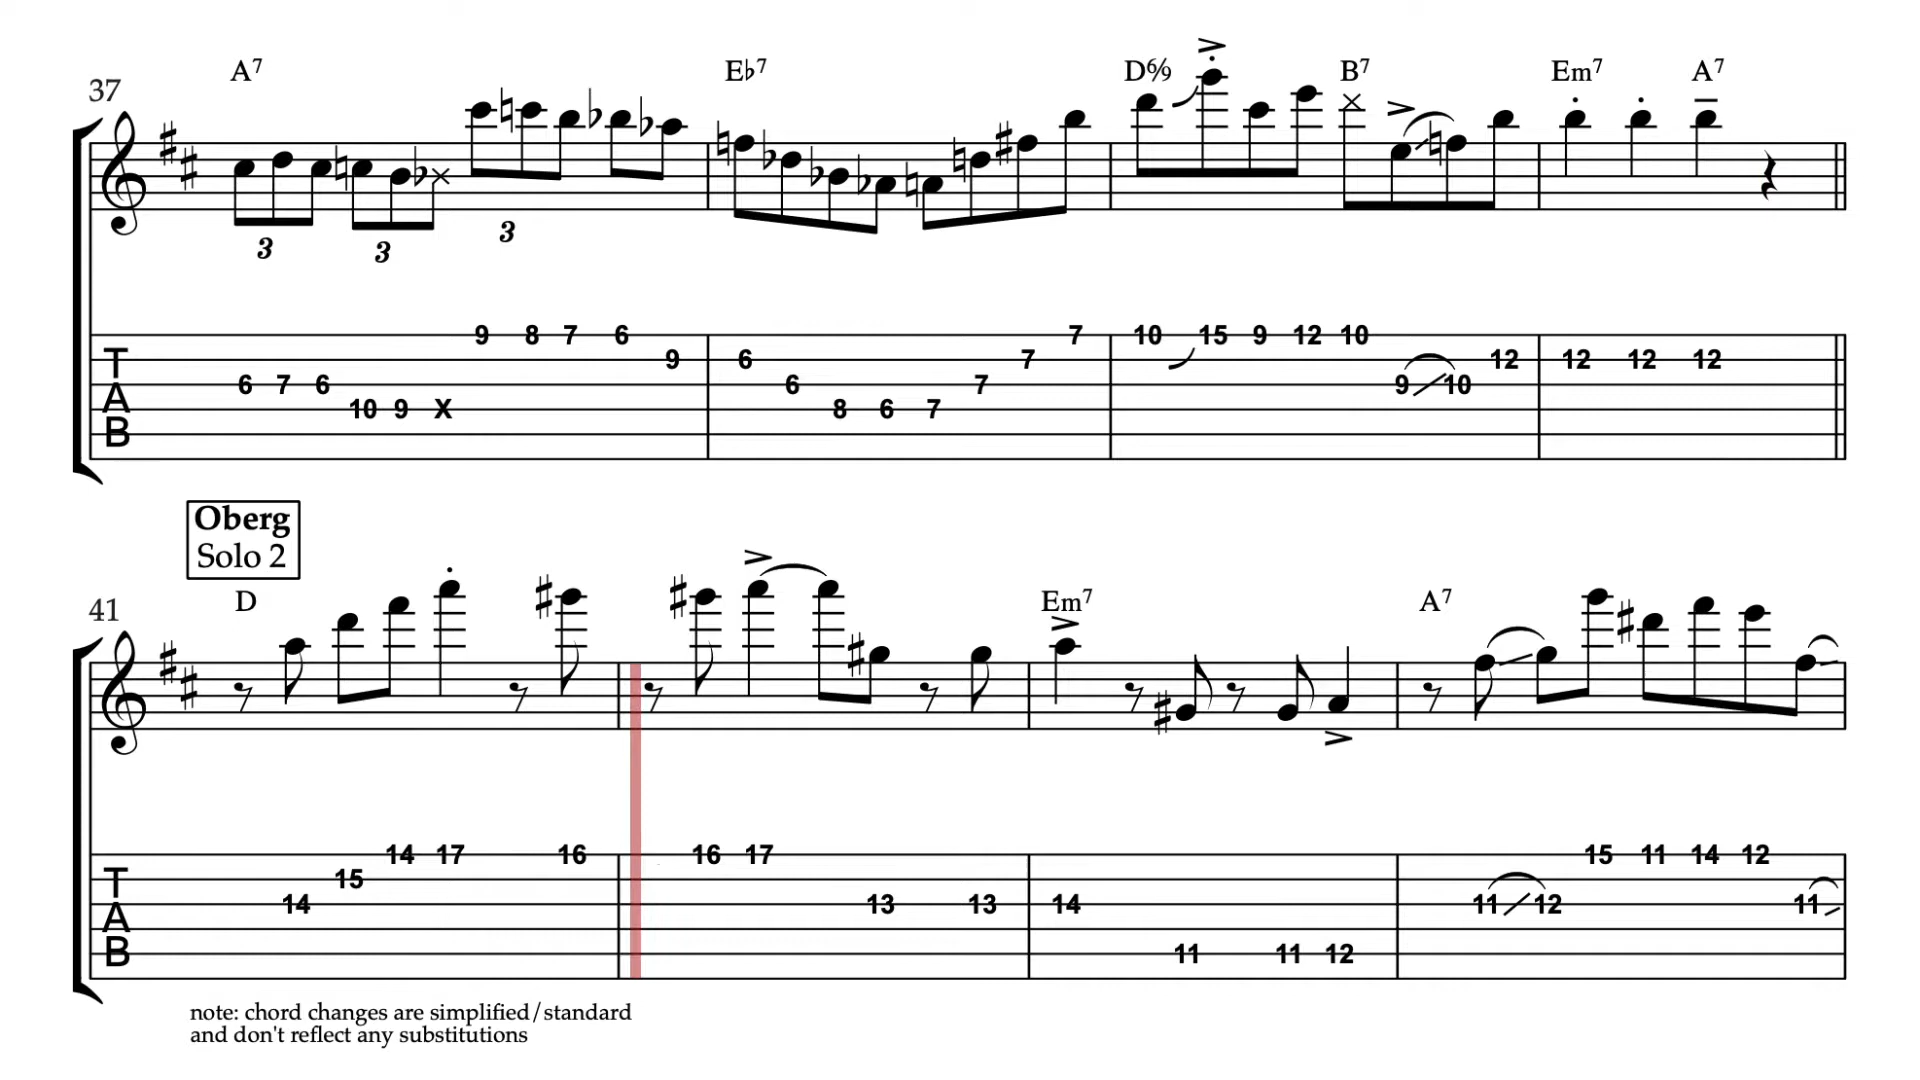 37 A⁷ E♭⁷ D⁶⁄⁹ B⁷ Em⁷ A⁷
3 3 3
9 8 7 6 7 10 15 9 12 10
T 9 6 7 12 12 12 12
A 6 7 6 6 7 9 10
10 9 X 8 6 7
B
Oberg
Solo 2
41 D Em⁷ A⁷
14 17 16 16 17 15 11 14 12
T 15
A 14 13 13 14 11 12 11
B 11 11 12
note: chord changes are simplified/standard
and don't reflect any substitutions